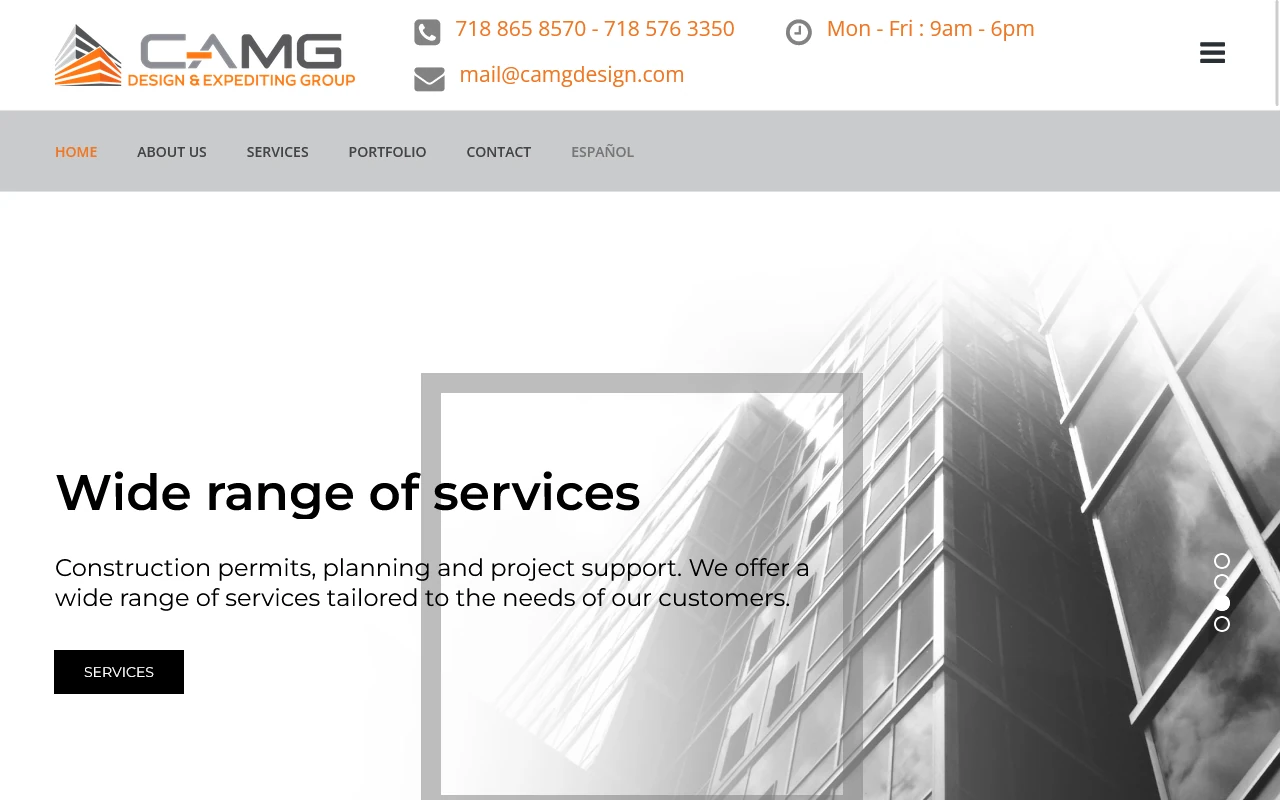 CAMG
DESIGN & EXPEDITING GROUP
718 865 8570 - 718 576 3350
Mon - Fri : 9am - 6pm
mail@camgdesign.com
HOME
ABOUT US
SERVICES
PORTFOLIO
CONTACT
ESPAÑOL
Wide range of services
Construction permits, planning and project support. We offer a
wide range of services tailored to the needs of our customers.
SERVICES